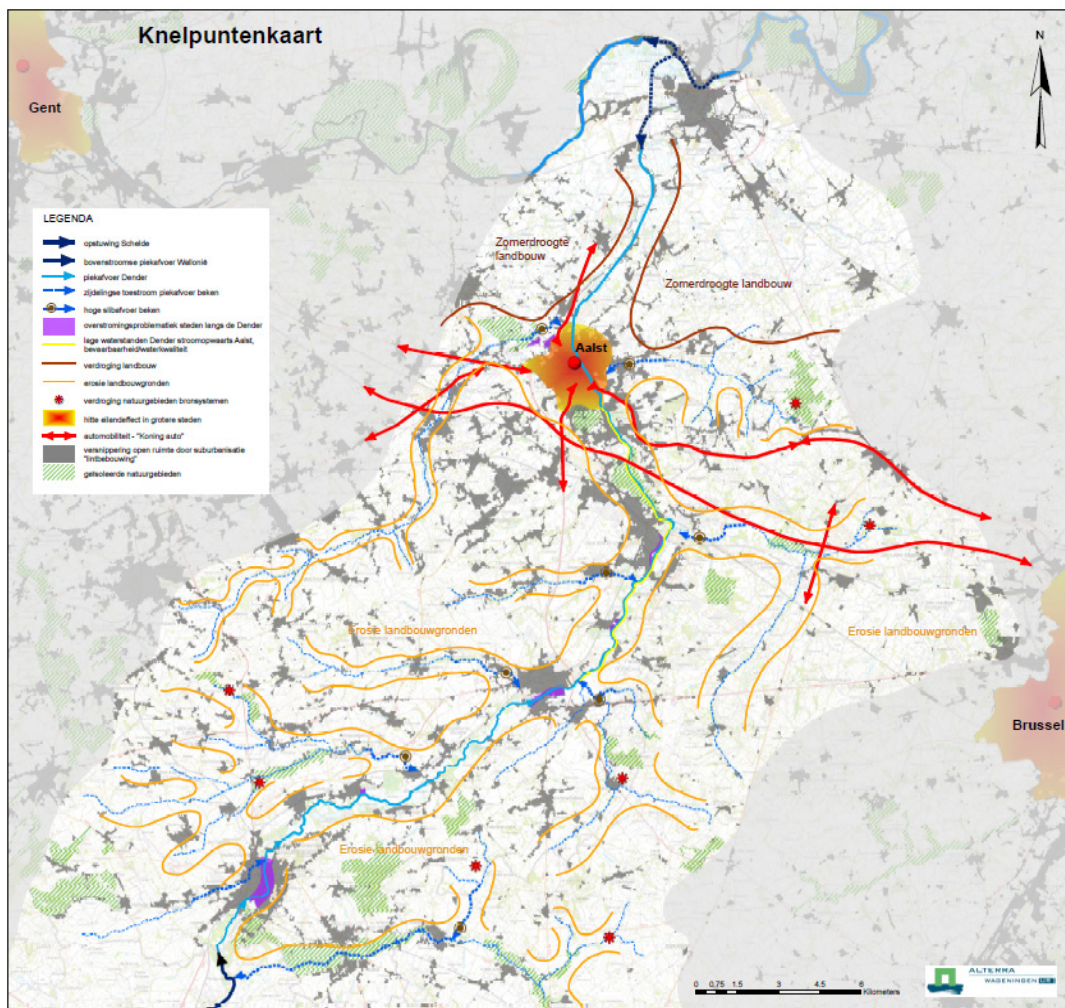 Knelpuntenkaart
N
Gent
LEGENDA
opstuwing Schelde
bovenstroomse piekafvoer Wallonië
piekafvoer Dender
zijdelingse toestroom piekafvoer beken
hoge slibafvoer beken
overstromingsproblematiek steden langs de Dender
lage waterstanden Dender stroomopwaarts Aalst,
bevaarbaarheid/waterkwaliteit
verdroging landbouw
erosie landbouwgronden
verdroging natuurgebieden bronsystemen
hitte eilandeffect in grotere steden
automobiliteit - "Koning auto"
versnippering open ruimte door suburbanisatie
"lintbebouwing"
geïsoleerde natuurgebieden
Zomerdroogte
landbouw
Zomerdroogte landbouw
Aalst
Erosie landbouwgronden
Erosie landbouwgronden
Brussel
Erosie landbouwgronden
0 0,75 1.5 3 4.5 6
Kilometers
ALTERRA
WAGENINGEN UR